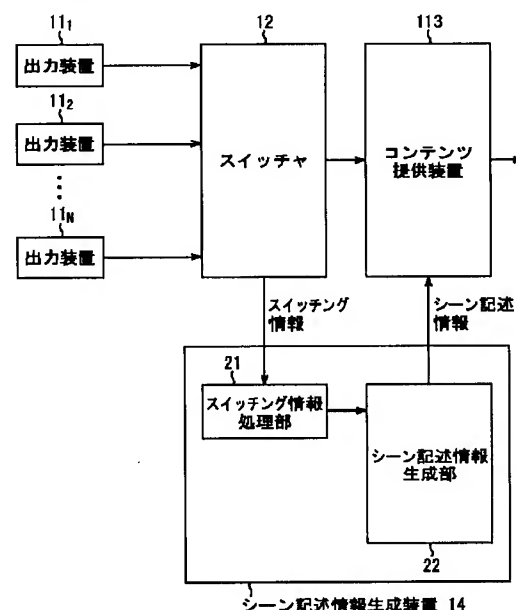 11₁
出力装置
11₂
出力装置
11N
出力装置
12
スイッチャ
113
コンテンツ
提供装置
スイッチング
情報
シーン記述
情報
21
スイッチング情報
処理部
シーン記述情報
生成部
22
シーン記述情報生成装置 14